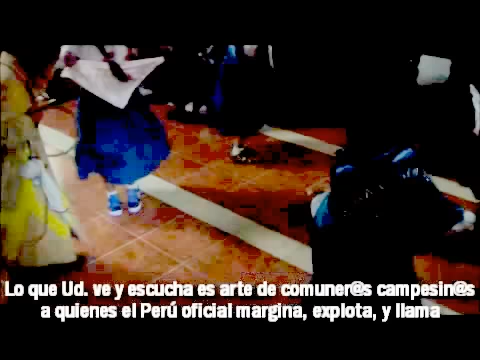 Lo que Ud. ve y escucha es arte de comuner@s campesin@s
a quienes el Perú oficial margina, explota, y llama